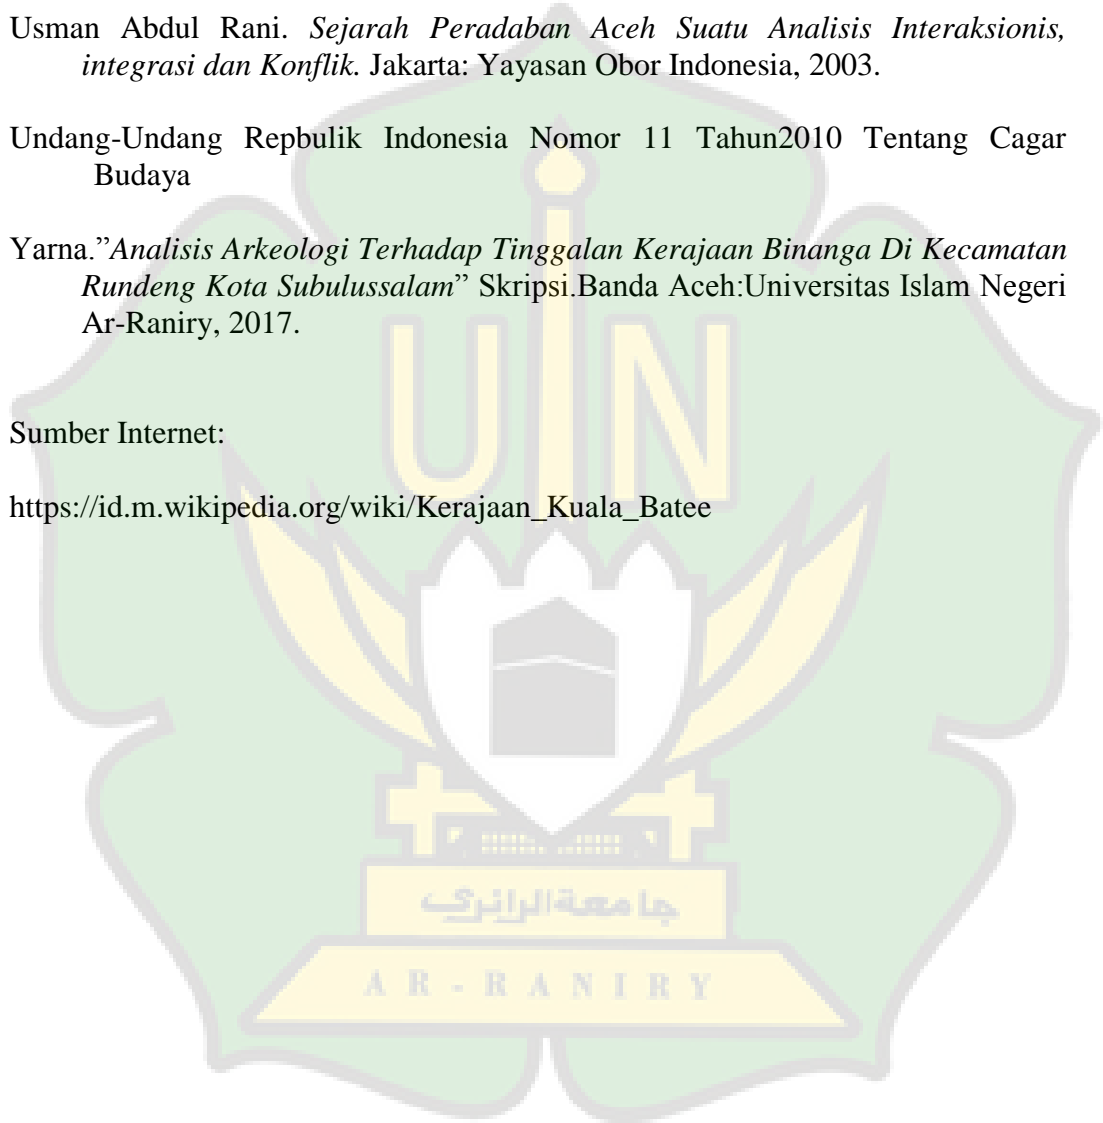 Usman Abdul Rani. Sejarah Peradaban Aceh Suatu Analisis Interaksionis,
integrasi dan Konflik. Jakarta: Yayasan Obor Indonesia, 2003.
Undang-Undang Repbulik Indonesia Nomor 11 Tahun2010 Tentang Cagar
Budaya
Yarna.”Analisis Arkeologi Terhadap Tinggalan Kerajaan Binanga Di Kecamatan
Rundeng Kota Subulussalam” Skripsi.Banda Aceh:Universitas Islam Negeri
Ar-Raniry, 2017.
UIN
Sumber Internet:
https://id.m.wikipedia.org/wiki/Kerajaan_Kuala_Batee
جامعة الرانري
AR-RANIRY